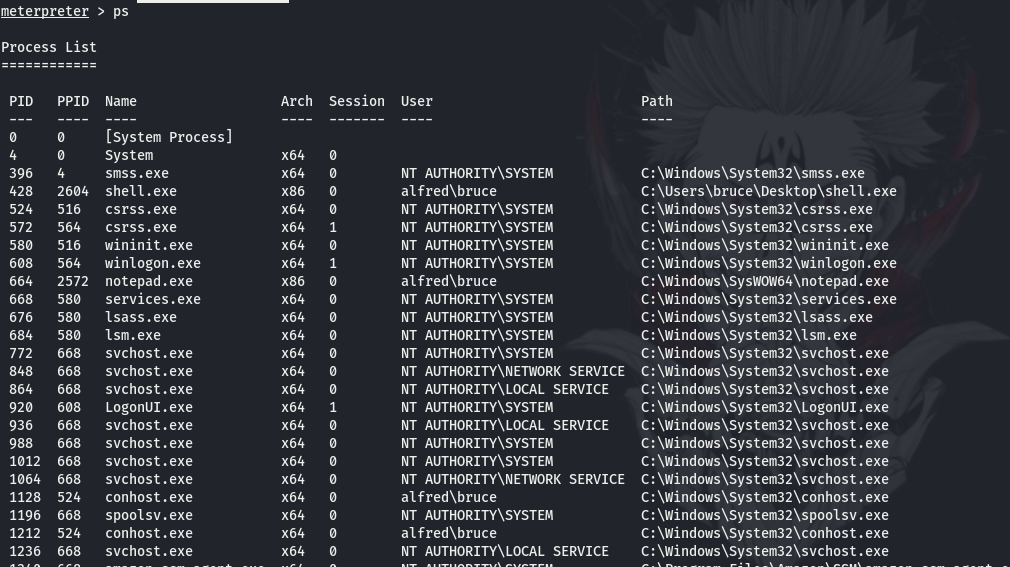 meterpreter > ps
Process List
============
PID PPID Name Arch Session User Path
--- ---- ---- ---- ------- ---- ----
0 0 [System Process]
4 0 System x64 0
396 4 smss.exe x64 0 NT AUTHORITY\SYSTEM C:\Windows\System32\smss.exe
428 2604 shell.exe x86 0 alfred\bruce C:\Users\bruce\Desktop\shell.exe
524 516 csrss.exe x64 0 NT AUTHORITY\SYSTEM C:\Windows\System32\csrss.exe
572 564 csrss.exe x64 1 NT AUTHORITY\SYSTEM C:\Windows\System32\csrss.exe
580 516 wininit.exe x64 0 NT AUTHORITY\SYSTEM C:\Windows\System32\wininit.exe
608 564 winlogon.exe x64 1 NT AUTHORITY\SYSTEM C:\Windows\System32\winlogon.exe
664 2572 notepad.exe x86 0 alfred\bruce C:\Windows\SysWOW64\notepad.exe
668 580 services.exe x64 0 NT AUTHORITY\SYSTEM C:\Windows\System32\services.exe
676 580 lsass.exe x64 0 NT AUTHORITY\SYSTEM C:\Windows\System32\lsass.exe
684 580 lsm.exe x64 0 NT AUTHORITY\SYSTEM C:\Windows\System32\lsm.exe
772 668 svchost.exe x64 0 NT AUTHORITY\SYSTEM C:\Windows\System32\svchost.exe
848 668 svchost.exe x64 0 NT AUTHORITY\NETWORK SERVICE C:\Windows\System32\svchost.exe
864 668 svchost.exe x64 0 NT AUTHORITY\LOCAL SERVICE C:\Windows\System32\svchost.exe
920 608 LogonUI.exe x64 1 NT AUTHORITY\SYSTEM C:\Windows\System32\LogonUI.exe
936 668 svchost.exe x64 0 NT AUTHORITY\LOCAL SERVICE C:\Windows\System32\svchost.exe
988 668 svchost.exe x64 0 NT AUTHORITY\SYSTEM C:\Windows\System32\svchost.exe
1012 668 svchost.exe x64 0 NT AUTHORITY\SYSTEM C:\Windows\System32\svchost.exe
1064 668 svchost.exe x64 0 NT AUTHORITY\NETWORK SERVICE C:\Windows\System32\svchost.exe
1128 524 conhost.exe x64 0 alfred\bruce C:\Windows\System32\conhost.exe
1196 668 spoolsv.exe x64 0 NT AUTHORITY\SYSTEM C:\Windows\System32\spoolsv.exe
1212 524 conhost.exe x64 0 alfred\bruce C:\Windows\System32\conhost.exe
1236 668 svchost.exe x64 0 NT AUTHORITY\LOCAL SERVICE C:\Windows\System32\svchost.exe